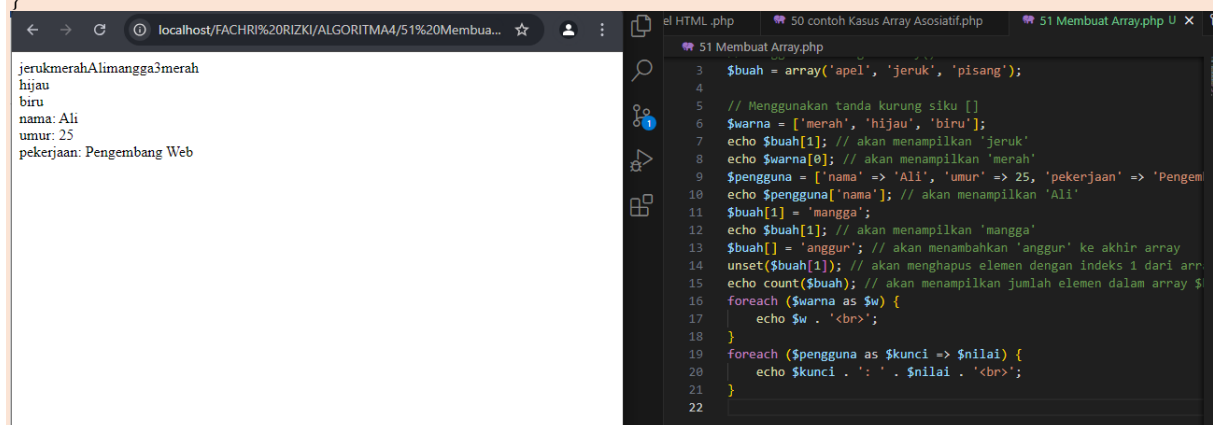 }
localhost/FACHRI%20RIZKI/ALGORITMA4/51%20Membua...
jerukmerahAlimangga3merah
hijau
biru
nama: Ali
umur: 25
pekerjaan: Pengembang Web
el HTML .php 50 contoh Kasus Array Asosiatif.php 51 Membuat Array.php U
51 Membuat Array.php
1
3 $buah = array('apel', 'jeruk', 'pisang');
4
5 // Menggunakan tanda kurung siku []
6 $warna = ['merah', 'hijau', 'biru'];
7 echo $buah[1]; // akan menampilkan 'jeruk'
8 echo $warna[0]; // akan menampilkan 'merah'
9 $pengguna = ['nama' => 'Ali', 'umur' => 25, 'pekerjaan' => 'Pengem
10 echo $pengguna['nama']; // akan menampilkan 'Ali'
11 $buah[1] = 'mangga';
12 echo $buah[1]; // akan menampilkan 'mangga'
13 $buah[] = 'anggur'; // akan menambahkan 'anggur' ke akhir array
14 unset($buah[1]); // akan menghapus elemen dengan indeks 1 dari arr
15 echo count($buah); // akan menampilkan jumlah elemen dalam array $
16 foreach ($warna as $w) {
17 echo $w . '<br>';
18 }
19 foreach ($pengguna as $kunci => $nilai) {
20 echo $kunci . ': ' . $nilai . '<br>';
21 }
22